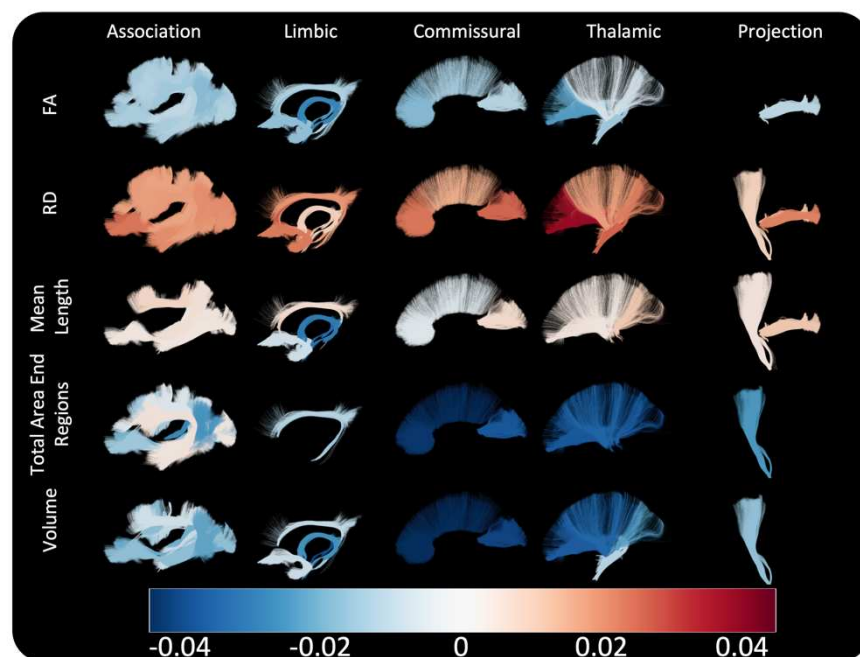 Association Limbic Commissural Thalamic Projection
FA
RD
Mean
Length
Total Area End
Regions
Volume
-0.04 -0.02 0 0.02 0.04